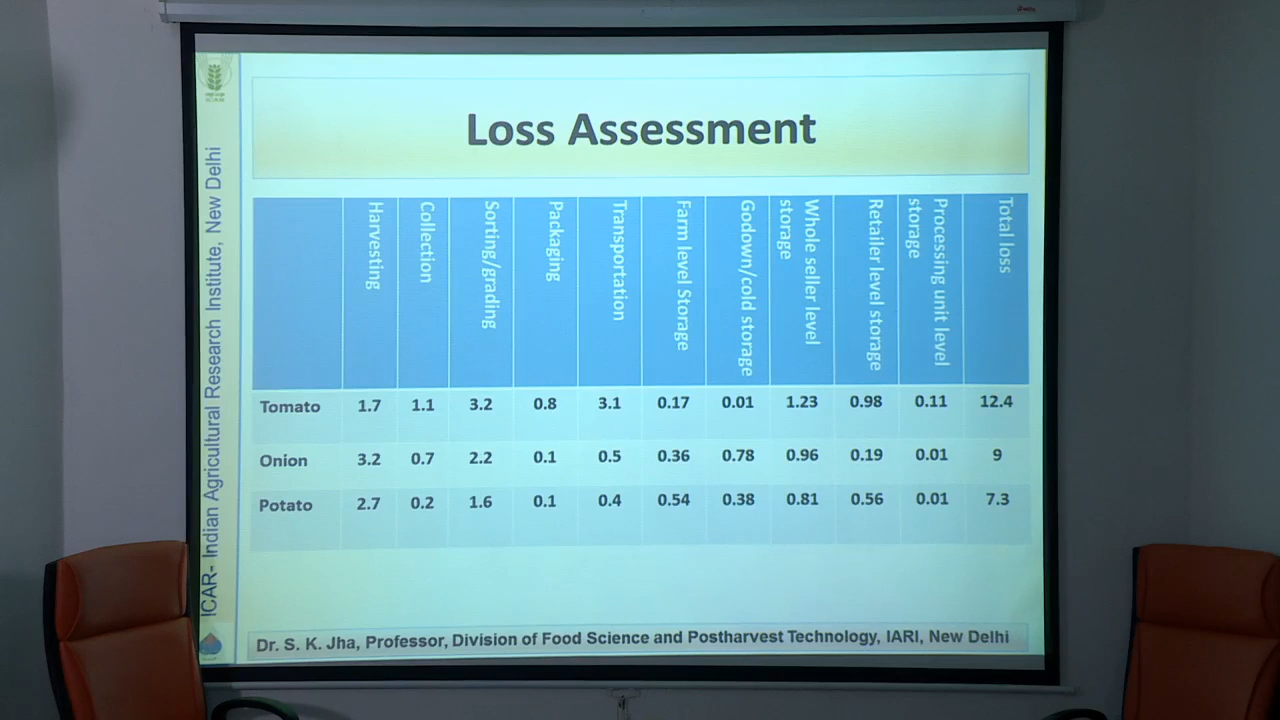 Loss Assessment
Harvesting
Collection
Sorting/grading
Packaging
Transportation
Farm level Storage
Godown/cold storage
Whole seller level
storage
Retailer level storage
Processing unit level
storage
Total loss
Tomato 1.7 1.1 3.2 0.8 3.1 0.17 0.01 1.23 0.98 0.11 12.4
Onion 3.2 0.7 2.2 0.1 0.5 0.36 0.78 0.96 0.19 0.01 9
Potato 2.7 0.2 1.6 0.1 0.4 0.54 0.38 0.81 0.56 0.01 7.3
ICAR- Indian Agricultural Research Institute, New Delhi
Dr. S. K. Jha, Professor, Division of Food Science and Postharvest Technology, IARI, New Delhi